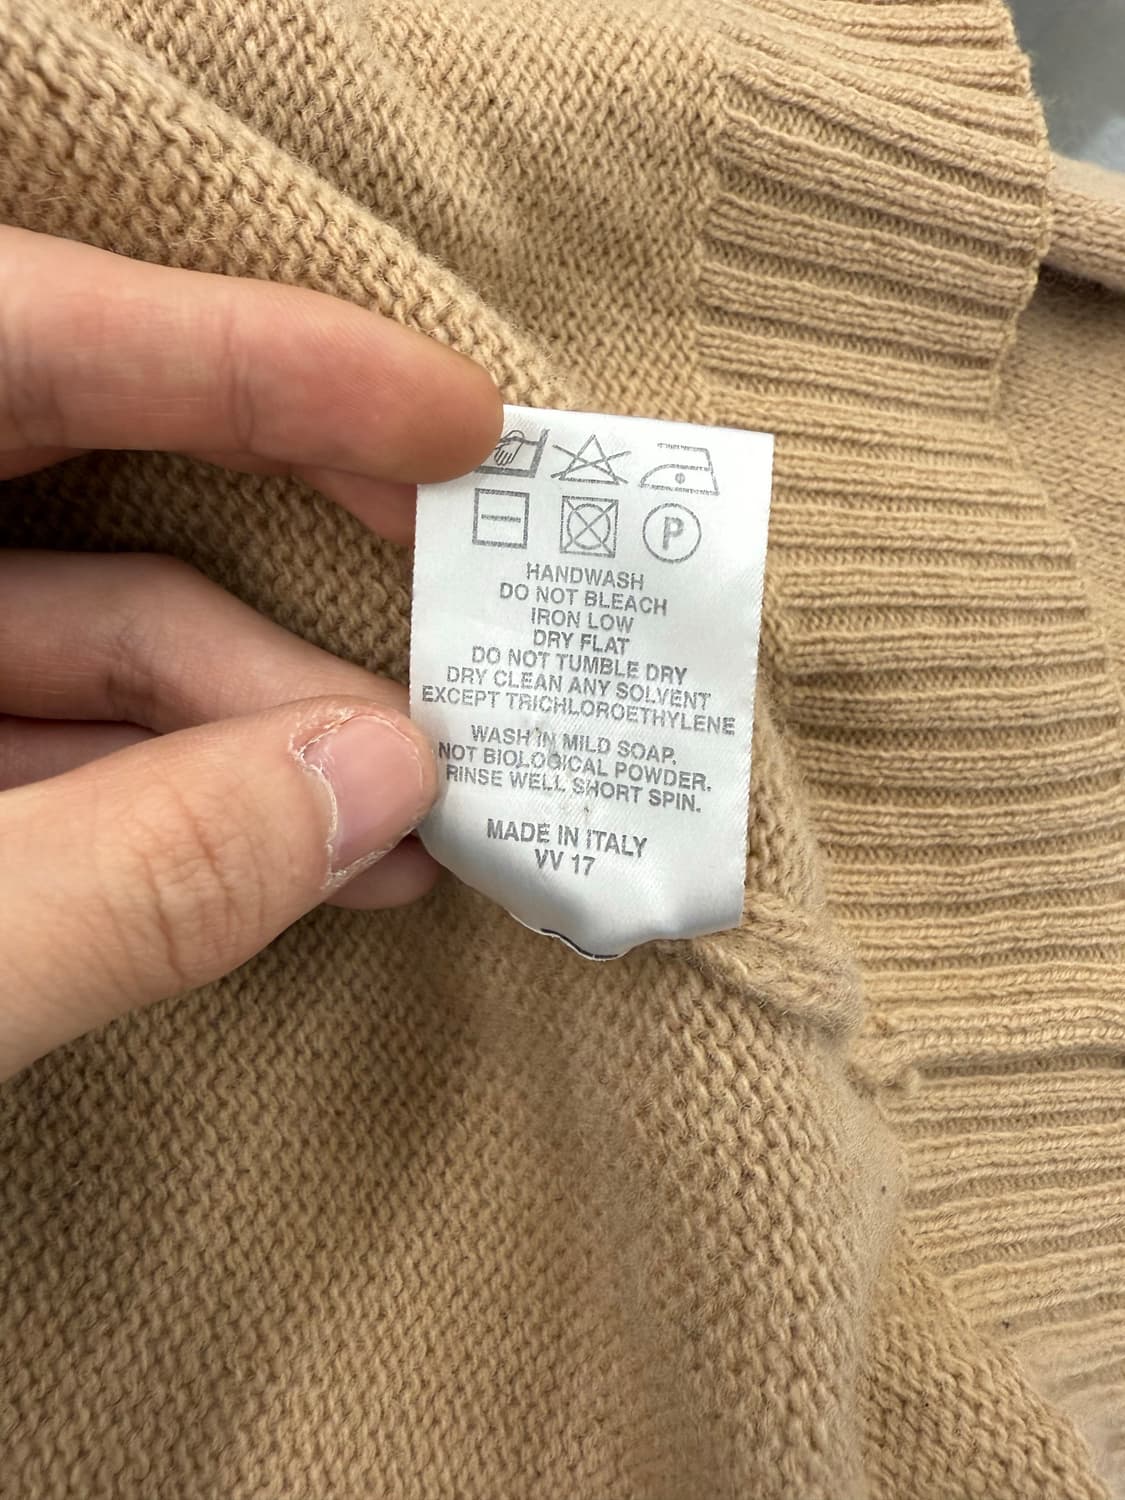 P
HANDWASH
DO NOT BLEACH
IRON LOW
DRY FLAT
DO NOT TUMBLE DRY
DRY CLEAN ANY SOLVENT
EXCEPT TRICHLOROETHYLENE
WASH IN MILD SOAP.
NOT BIOLOGICAL POWDER.
RINSE WELL SHORT SPIN.
MADE IN ITALY
VV 17